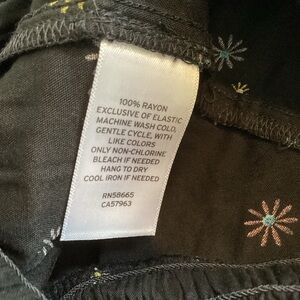 100% RAYON
EXCLUSIVE OF ELASTIC
MACHINE WASH COLD,
GENTLE CYCLE, WITH
LIKE COLORS
ONLY NON-CHLORINE
BLEACH IF NEEDED
HANG TO DRY
COOL IRON IF NEEDED
RN58665
CA57963